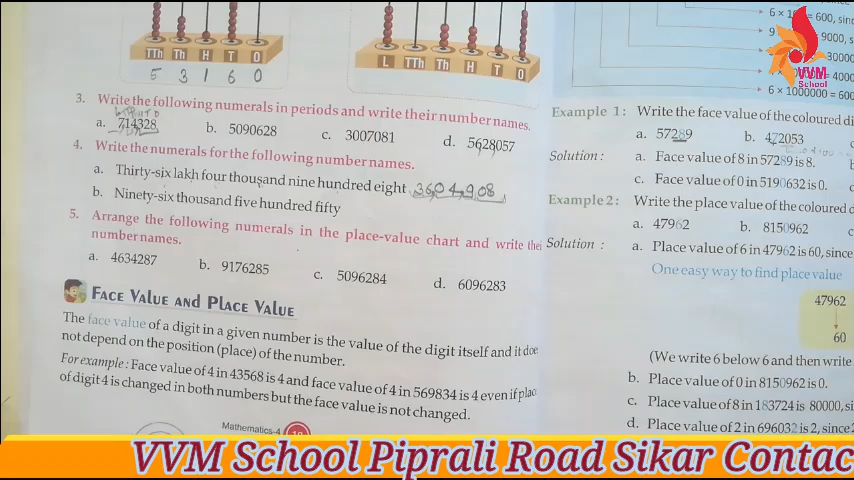 TTh Th H T O
5 3 1 6 0
L TTh Th H T O
3. Write the following numerals in periods and write their number names.
a. 714328 b. 5090628 c. 3007081 d. 5628057
4. Write the numerals for the following number names.
a. Thirty-six lakh four thousand nine hundred eight 36,04,908
b. Ninety-six thousand five hundred fifty
5. Arrange the following numerals in the place-value chart and write thei
number names.
a. 4634287 b. 9176285 c. 5096284 d. 6096283
FACE VALUE AND PLACE VALUE
The face value of a digit in a given number is the value of the digit itself and it doe
not depend on the position (place) of the number.
For example : Face value of 4 in 43568 is 4 and face value of 4 in 569834 is 4 even if plac
of digit 4 is changed in both numbers but the face value is not changed.
Mathematics-4
= 600, sinc
9000, s
30000
= 4000
6 × 1000000 = 600
VVM
School
Example 1 : Write the face value of the coloured di
a. 57289 b. 472053
Solution : a. Face value of 8 in 57289 is 8.
c. Face value of 0 in 5190632 is 0.
Example 2 : Write the place value of the coloured d
a. 47962 b. 8150962
Solution : a. Place value of 6 in 47962 is 60, since
One easy way to find place value
47962
60
(We write 6 below 6 and then write
b. Place value of 0 in 8150962 is 0.
c. Place value of 8 in 183724 is 80000, si
d. Place value of 2 in 696032 is 2, since
VVM School Piprali Road Sikar Contac